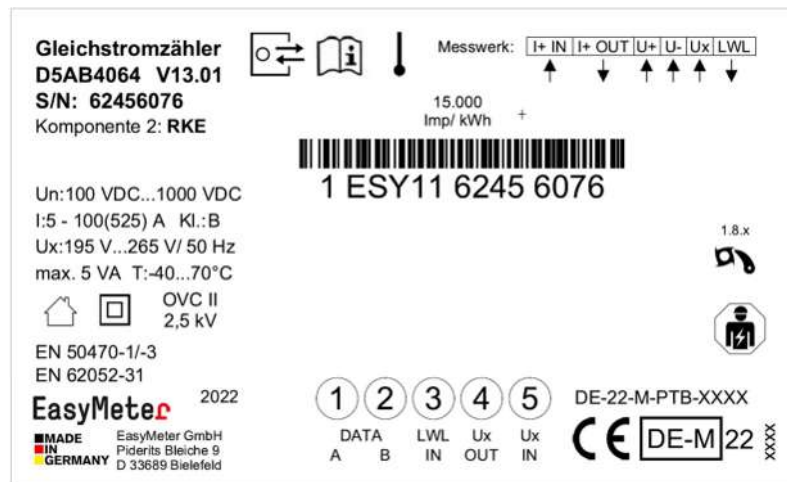 Gleichstromzähler
D5AB4064 V13.01
S/N: 62456076
Komponente 2: RKE
Messwerk: I+ IN I+ OUT U+ U- Ux LWL
15.000
Imp/ kWh +
1 ESY11 6245 6076
Un:100 VDC...1000 VDC
I:5 - 100(525) A Kl.:B
Ux:195 V...265 V/ 50 Hz
max. 5 VA T:-40...70°C
OVC II
2,5 kV
1.8.x
EN 50470-1/-3
EN 62052-31
EasyMeter 2022
MADE
IN
GERMANY
EasyMeter GmbH
Piderits Bleiche 9
D 33689 Bielefeld
1 2 3 4 5
DATA LWL Ux Ux
A B IN OUT IN
DE-22-M-PTB-XXXX
CE DE-M 22 XXXX